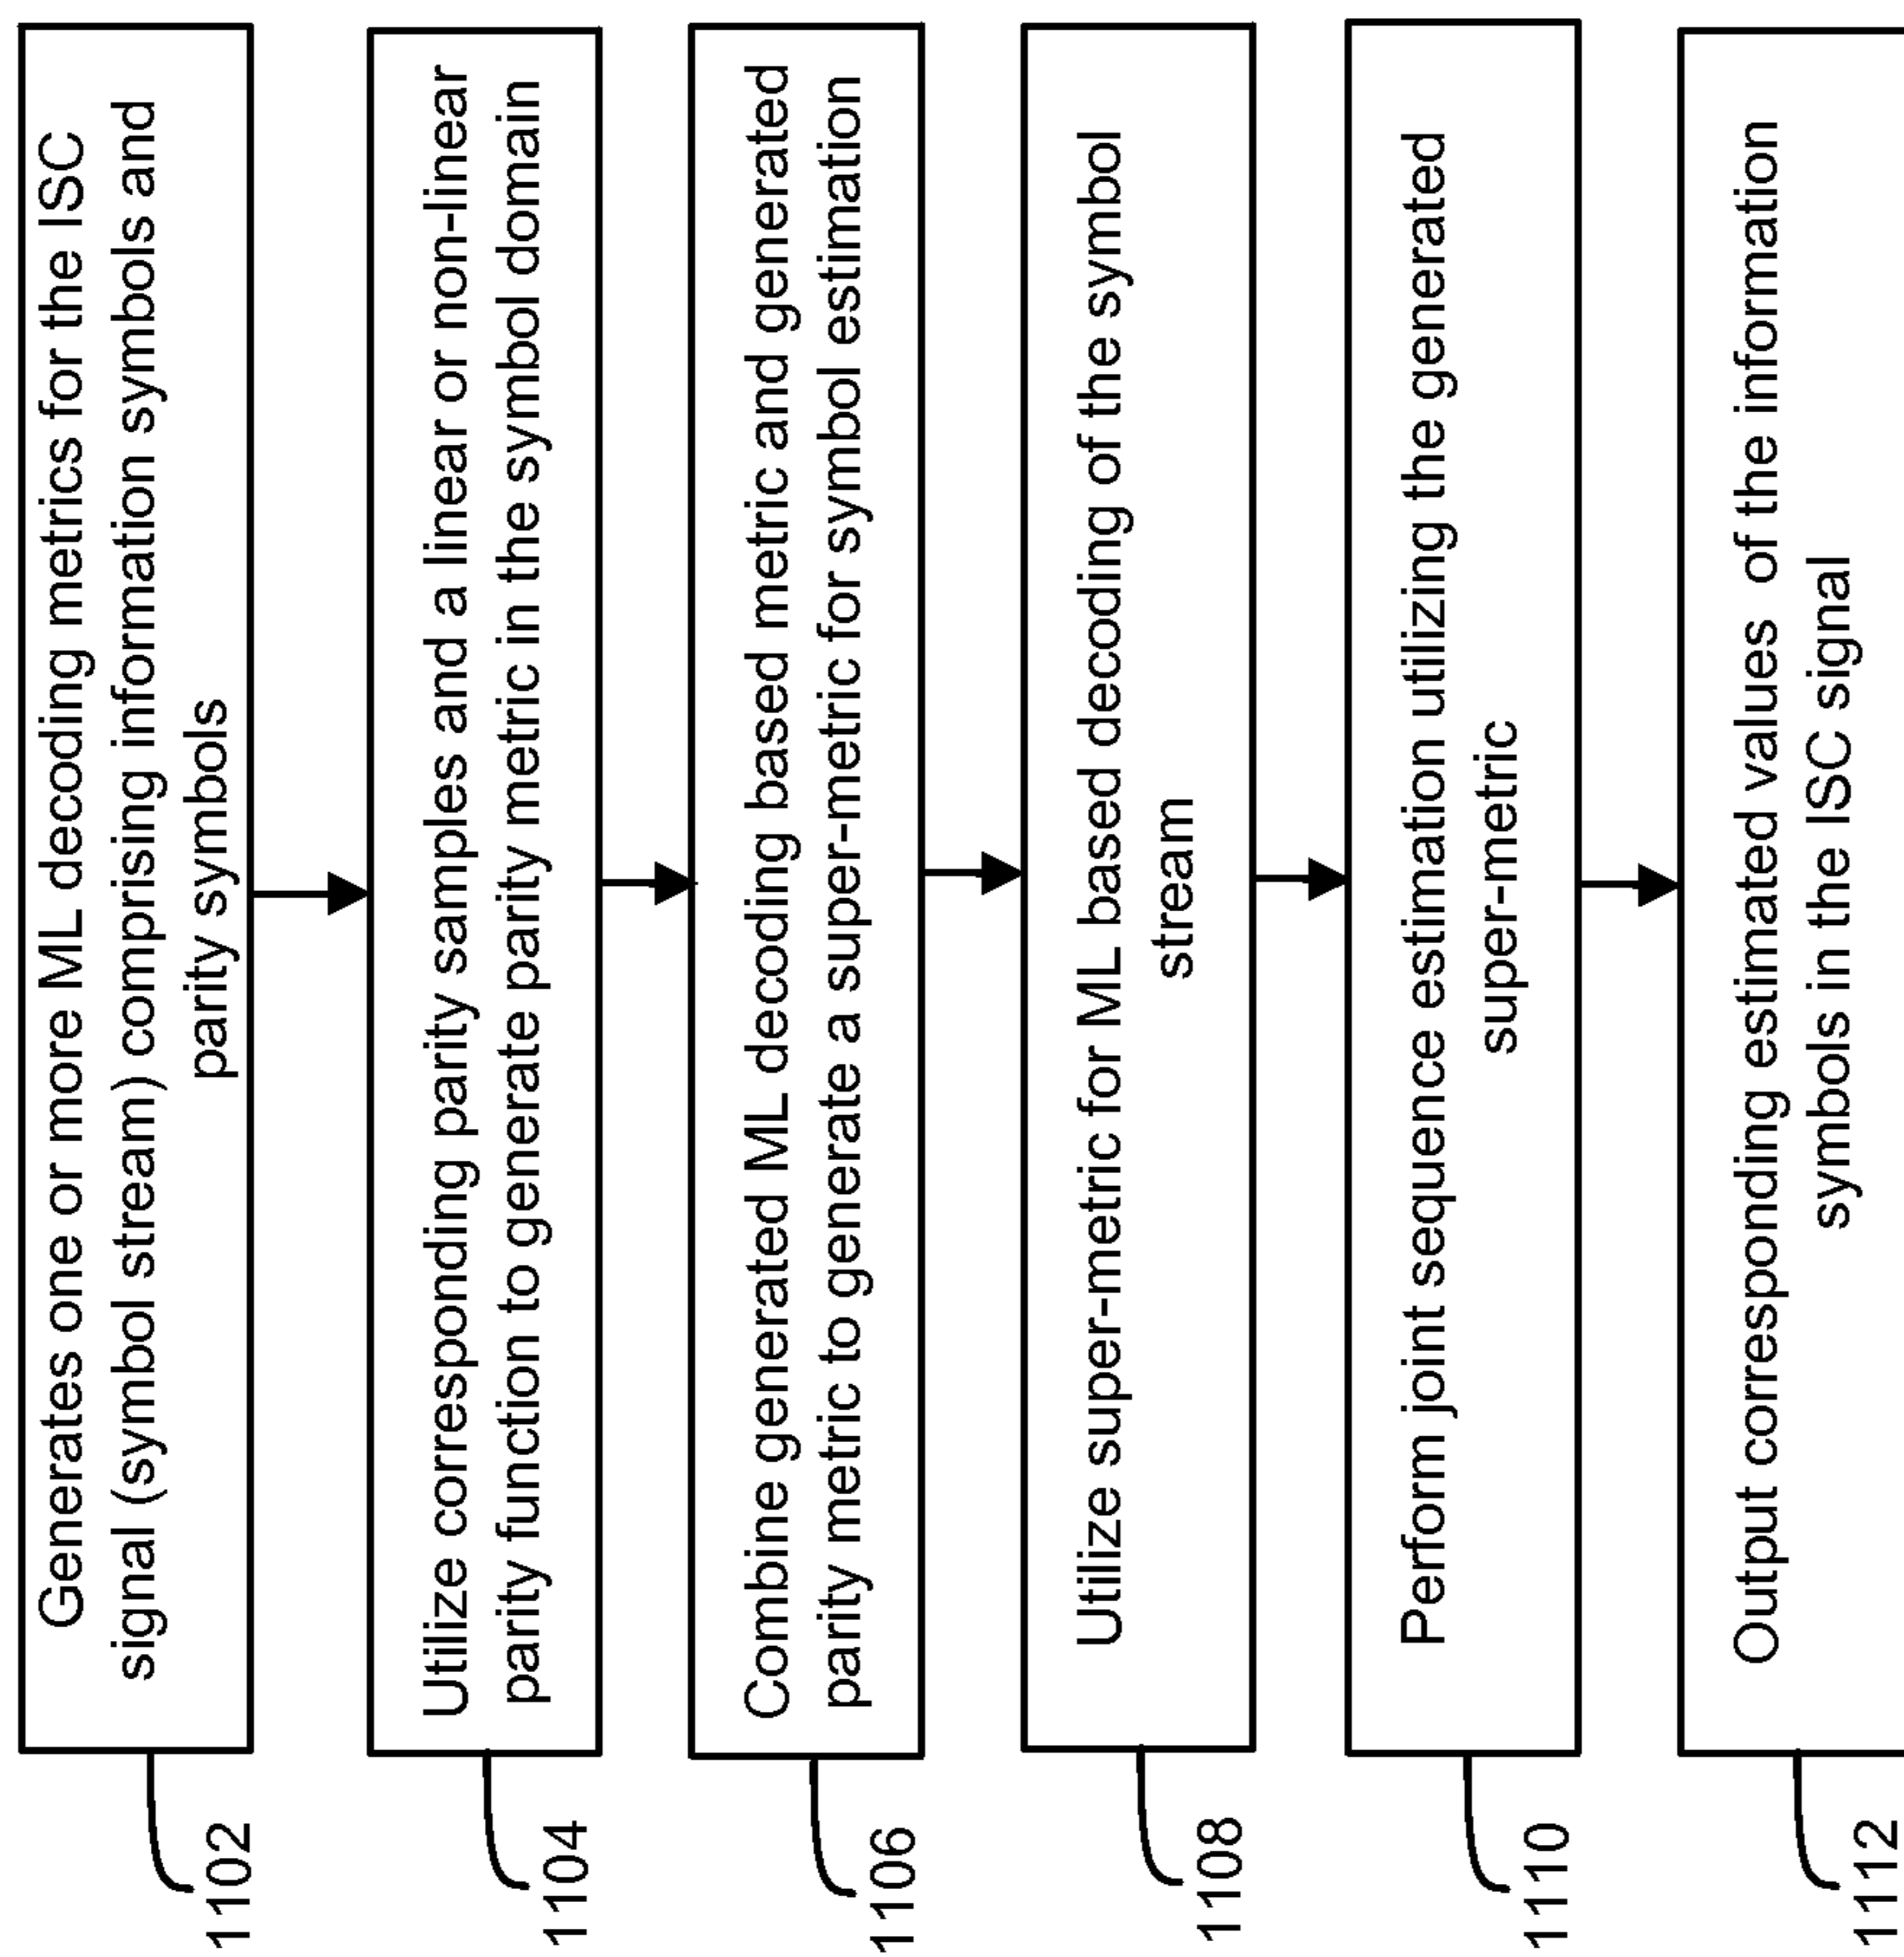 1102
Generates one or more ML decoding metrics for the ISC
signal (symbol stream) comprising information symbols and
parity symbols
1104
Utilize corresponding parity samples and a linear or non-linear
parity function to generate parity metric in the symbol domain
1106
Combine generated ML decoding based metric and generated
parity metric to generate a super-metric for symbol estimation
1108
Utilize super-metric for ML based decoding of the symbol
stream
1110
Perform joint sequence estimation utilizing the generated
super-metric
1112
Output corresponding estimated values of the information
symbols in the ISC signal